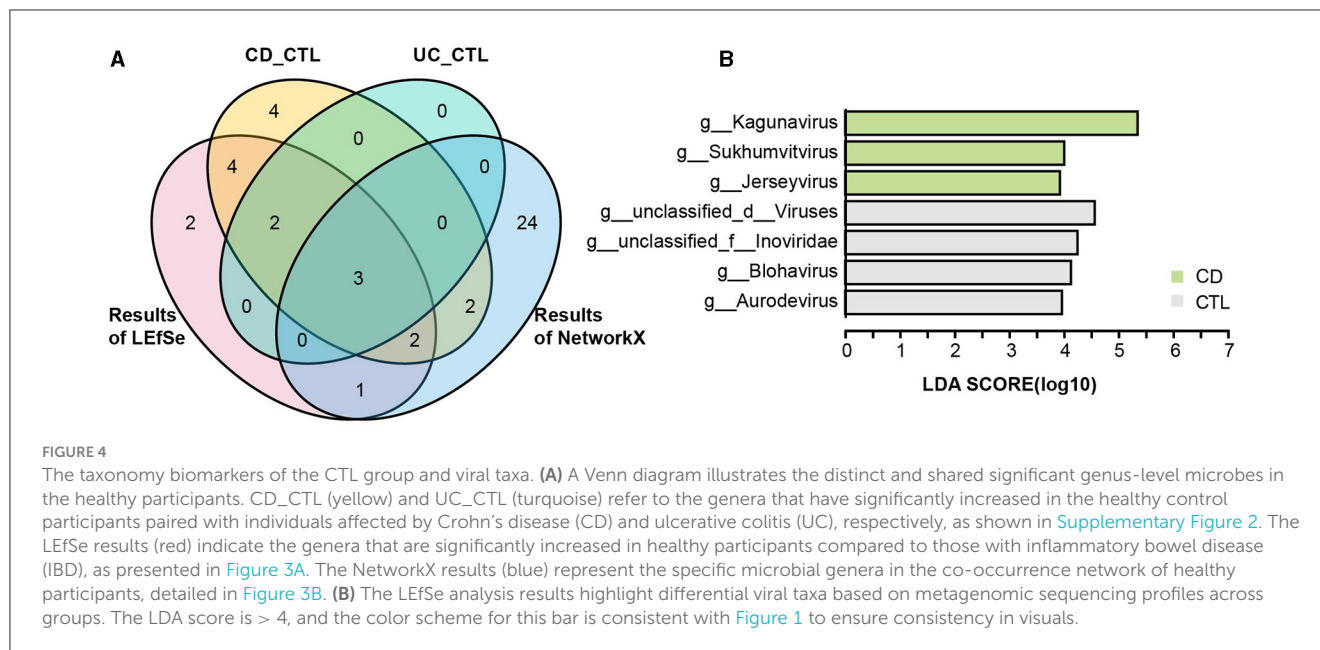 A
CD_CTL
UC_CTL
4
0
0
4
0
2
2
0
24
3
0
2
0
2
1
Results
of LEfSe
Results
of NetworkX
B
g__Kagunavirus
g__Sukhumvitvirus
g__Jerseyvirus
g__unclassified_d__Viruses
g__unclassified_f__Inoviridae
g__Blohavirus
g__Aurodevirus
CD
CTL
0 1 2 3 4 5 6 7
LDA SCORE(log10)
FIGURE 4
The taxonomy biomarkers of the CTL group and viral taxa. (A) A Venn diagram illustrates the distinct and shared significant genus-level microbes in
the healthy participants. CD_CTL (yellow) and UC_CTL (turquoise) refer to the genera that have significantly increased in the healthy control
participants paired with individuals affected by Crohn's disease (CD) and ulcerative colitis (UC), respectively, as shown in Supplementary Figure 2. The
LEfSe results (red) indicate the genera that are significantly increased in healthy participants compared to those with inflammatory bowel disease
(IBD), as presented in Figure 3A. The NetworkX results (blue) represent the specific microbial genera in the co-occurrence network of healthy
participants, detailed in Figure 3B. (B) The LEfSe analysis results highlight differential viral taxa based on metagenomic sequencing profiles across
groups. The LDA score is > 4, and the color scheme for this bar is consistent with Figure 1 to ensure consistency in visuals.